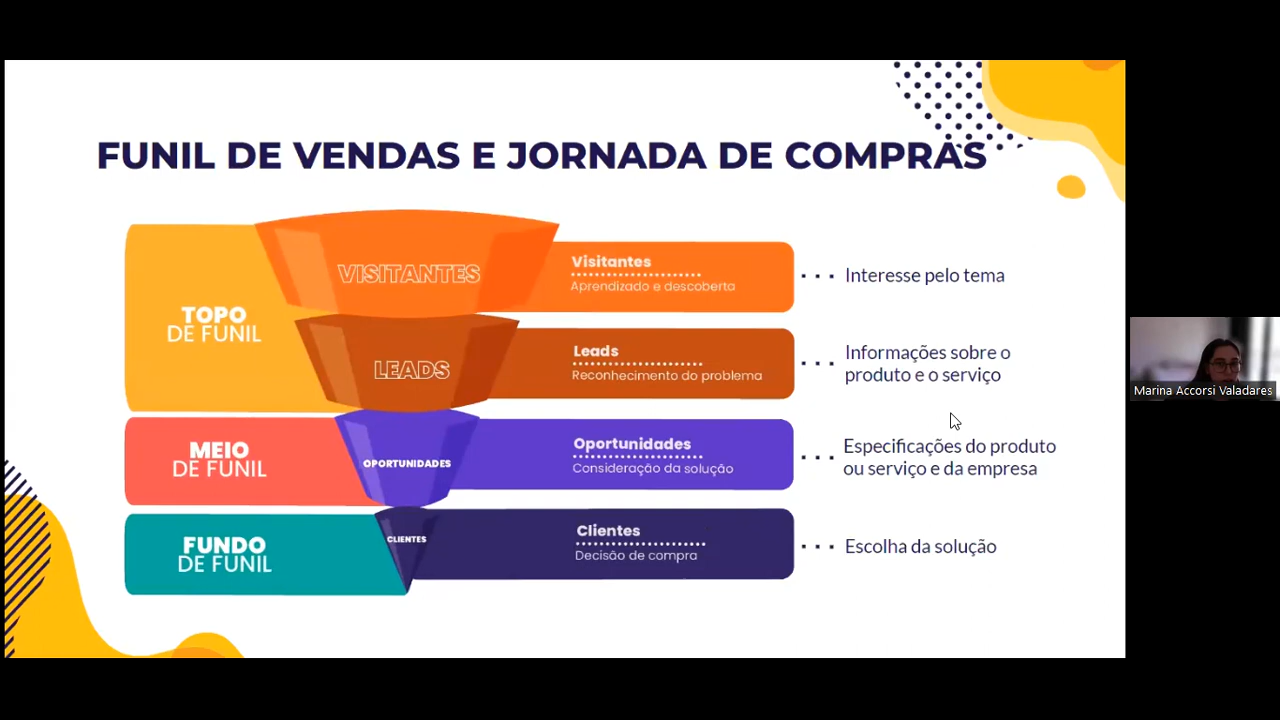 FUNIL DE VENDAS E JORNADA DE COMPRAS
TOPO
DE FUNIL
VISITANTES
Visitantes
Aprendizado e descoberta
Interesse pelo tema
LEADS
Leads
Reconhecimento do problema
Informações sobre o
produto e o serviço
MEIO
DE FUNIL
OPORTUNIDADES
Oportunidades
Consideração da solução
Especificações do produto
ou serviço e da empresa
FUNDO
DE FUNIL
CLIENTES
Clientes
Decisão de compra
Escolha da solução
Marina Accorsi Valadares